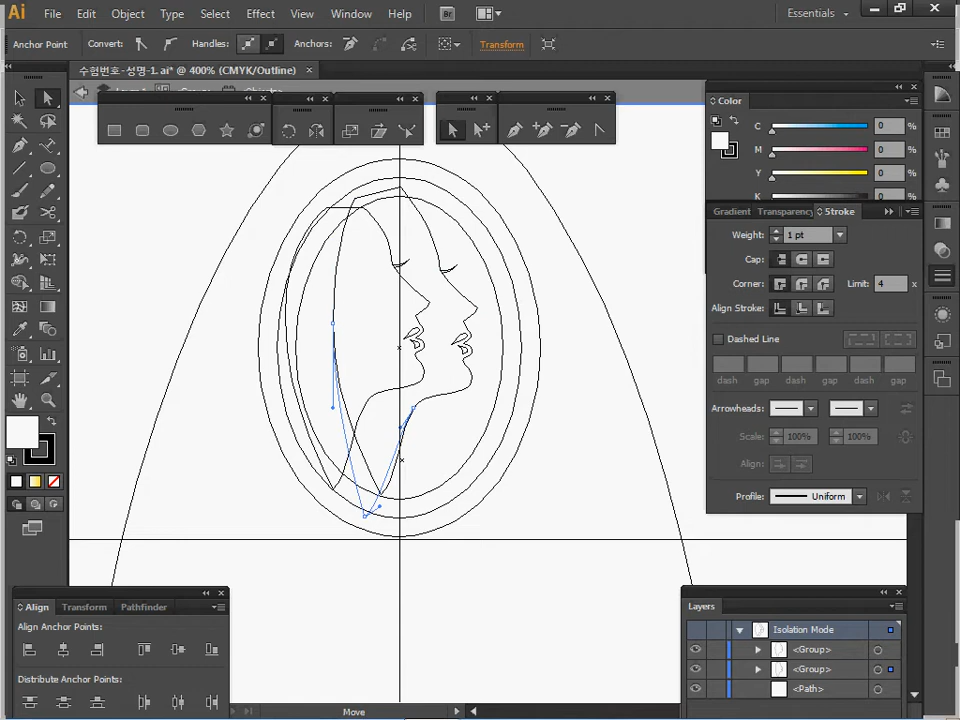 Ai File Edit Object Type Select Effect View Window Help Br Essentials
Anchor Point Convert: Handles: Anchors: Transform
수험번호-성명-1.ai* @ 400% (CMYK/Outline) ×
Color
C 0 %
M 0 %
Y 0 %
K 0 %
Gradient Transparency Stroke
Weight: 1 pt
Cap:
Corner: Limit: 4 x
Align Stroke:
Dashed Line
dash gap dash gap dash gap
Arrowheads:
Scale: 100% 100%
Align:
Profile: Uniform
Align Transform Pathfinder
Align Anchor Points:
Distribute Anchor Points:
Layers
Isolation Mode
<Group>
<Group>
<Path>
Move